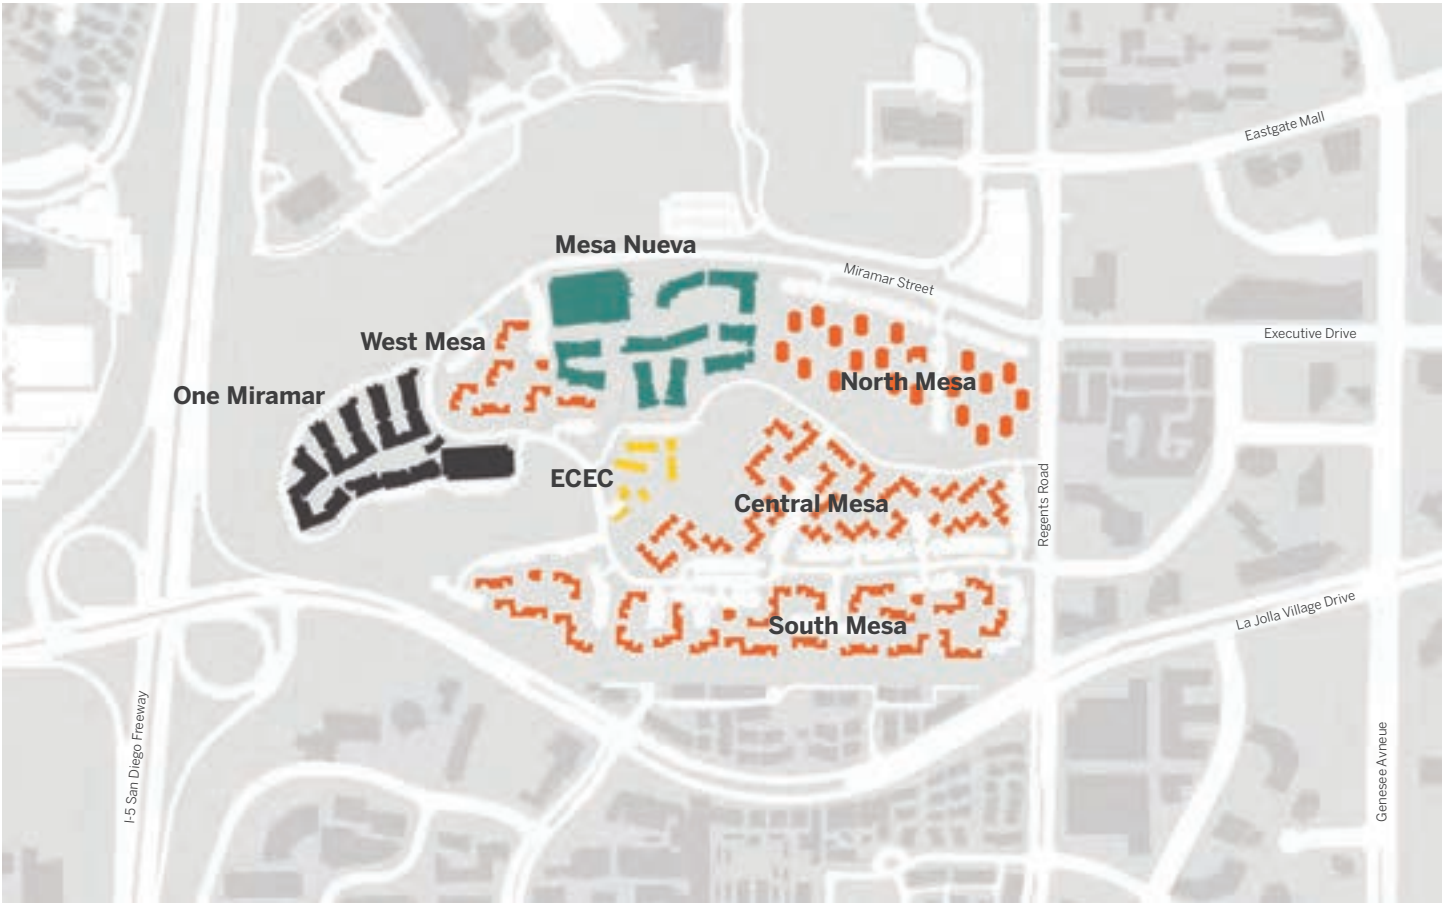 Eastgate Mall
Mesa Nueva
Miramar Street
Executive Drive
West Mesa
North Mesa
One Miramar
ECEC
Central Mesa
Regents Road
La Jolla Village Drive
South Mesa
I-5 San Diego Freeway
Genesee Avneue